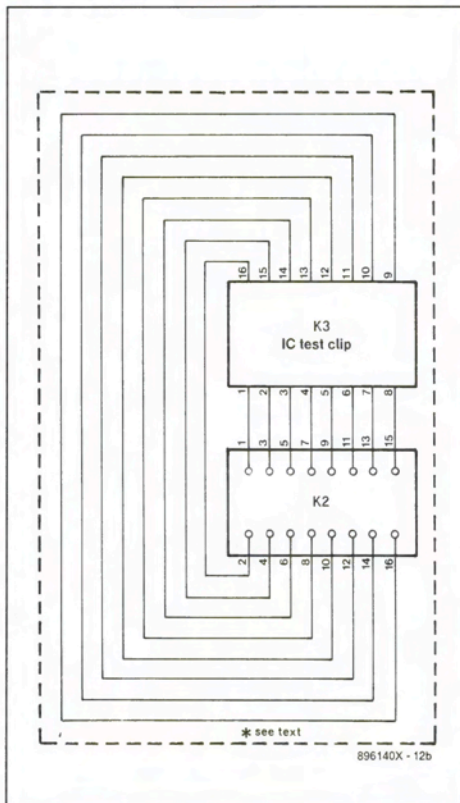 16 15 14 13 12 11 10 9
K3
IC test clip
1 2 3 4 5 6 7 8
1 3 5 7 9 11 13 15
K2
2 4 6 8 10 12 14 16
* see text
896140X - 12b